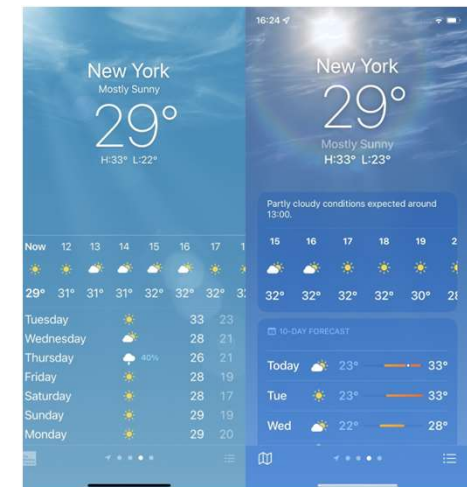 New York
Mostly Sunny
29°
H:33° L:22°
Now 12 13 14 15 16 17
29° 31° 31° 31° 32° 32° 32°
Tuesday 33 23
Wednesday 28 21
Thursday 40% 26 21
Friday 28 19
Saturday 28 17
Sunday 29 19
Monday 29 20
16:24
New York
29°
Mostly Sunny
H:33° L:23°
Partly cloudy conditions expected around
13:00.
15 16 17 18 19
32° 32° 32° 32° 30°
10-DAY FORECAST
Today 23° 33°
Tue 23° 33°
Wed 22° 28°